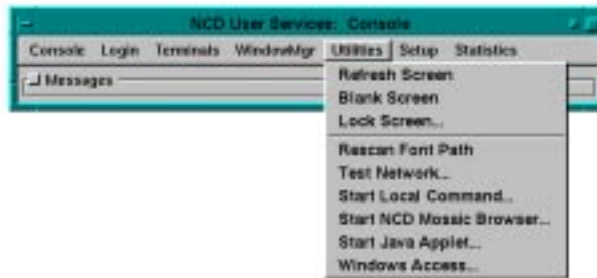 NCD User Services: Console
Console Login Terminals WindowMgr Utilities Setup Statistics
Messages
Refresh Screen
Blank Screen
Lock Screen...
Rescan Font Path
Test Network...
Start Local Command...
Start NCD Mosaic Browser...
Start Java Applet...
Windows Access...